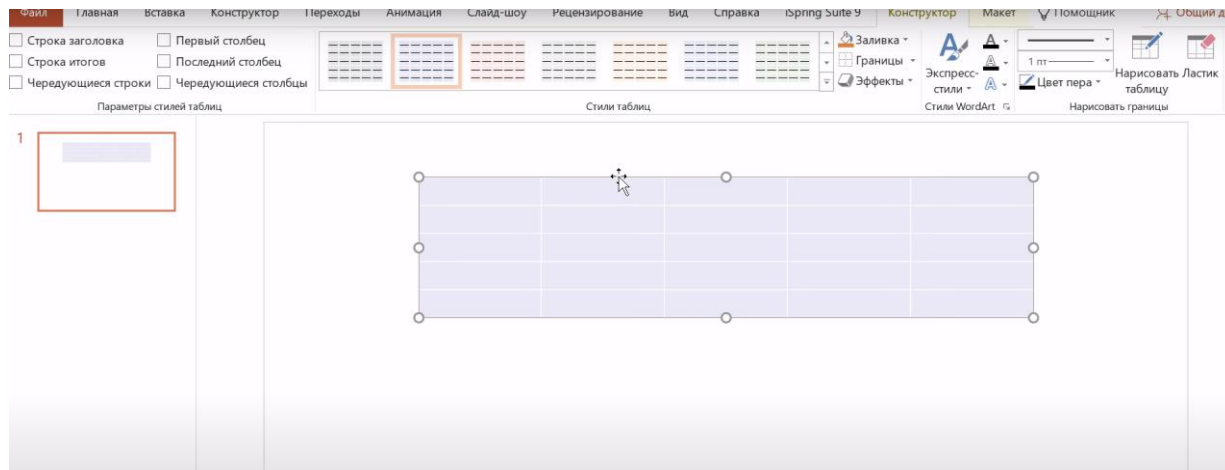 Файл Главная Вставка Конструктор Переходы Анимация Слайд-шоу Рецензирование Вид Справка iSpring Suite 9 Конструктор Макет Помощник Общий д
Строка заголовка Первый столбец
Строка итогов Последний столбец
Чередующиеся строки Чередующиеся столбцы
Параметры стилей таблиц
Стили таблиц
Заливка
Границы
Эффекты
Экспресс-
стили
Стили WordArt
1 пт
Цвет пера
Нарисовать
таблицу
Ластик
Нарисовать границы
1